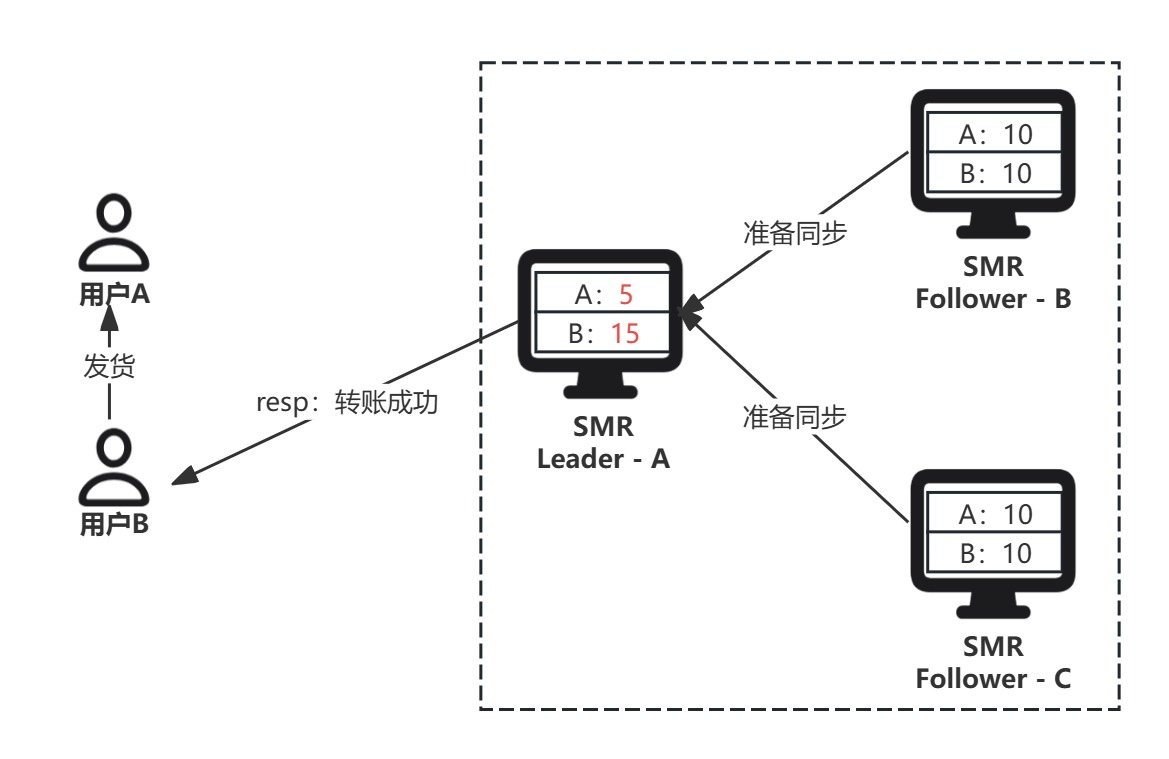 A：10
B：10
SMR
Follower - B
准备同步
用户A
发货
用户B
resp：转账成功
A：5
B：15
SMR
Leader - A
准备同步
A：10
B：10
SMR
Follower - C